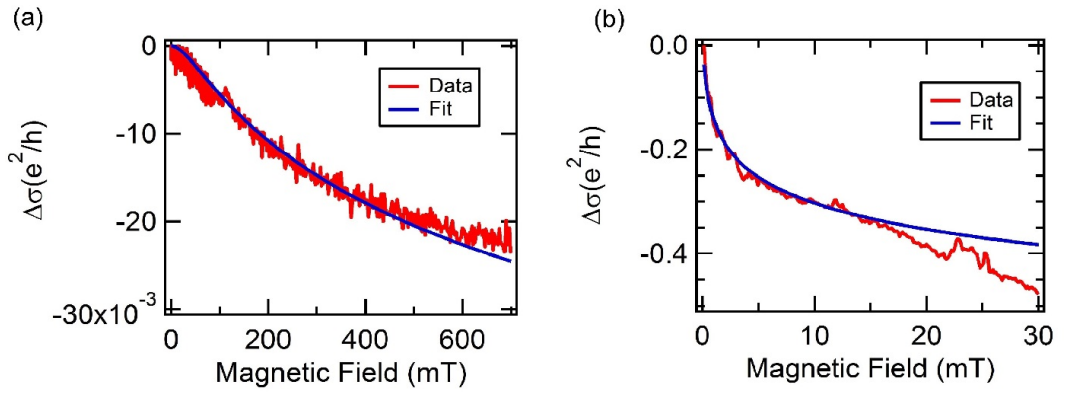 (a)
0
-10
-20
-30x10⁻³
Δσ(e²/h)
Data
Fit
0 200 400 600
Magnetic Field (mT)
(b)
0.0
-0.2
-0.4
Δσ(e²/h)
Data
Fit
0 10 20 30
Magnetic Field (mT)